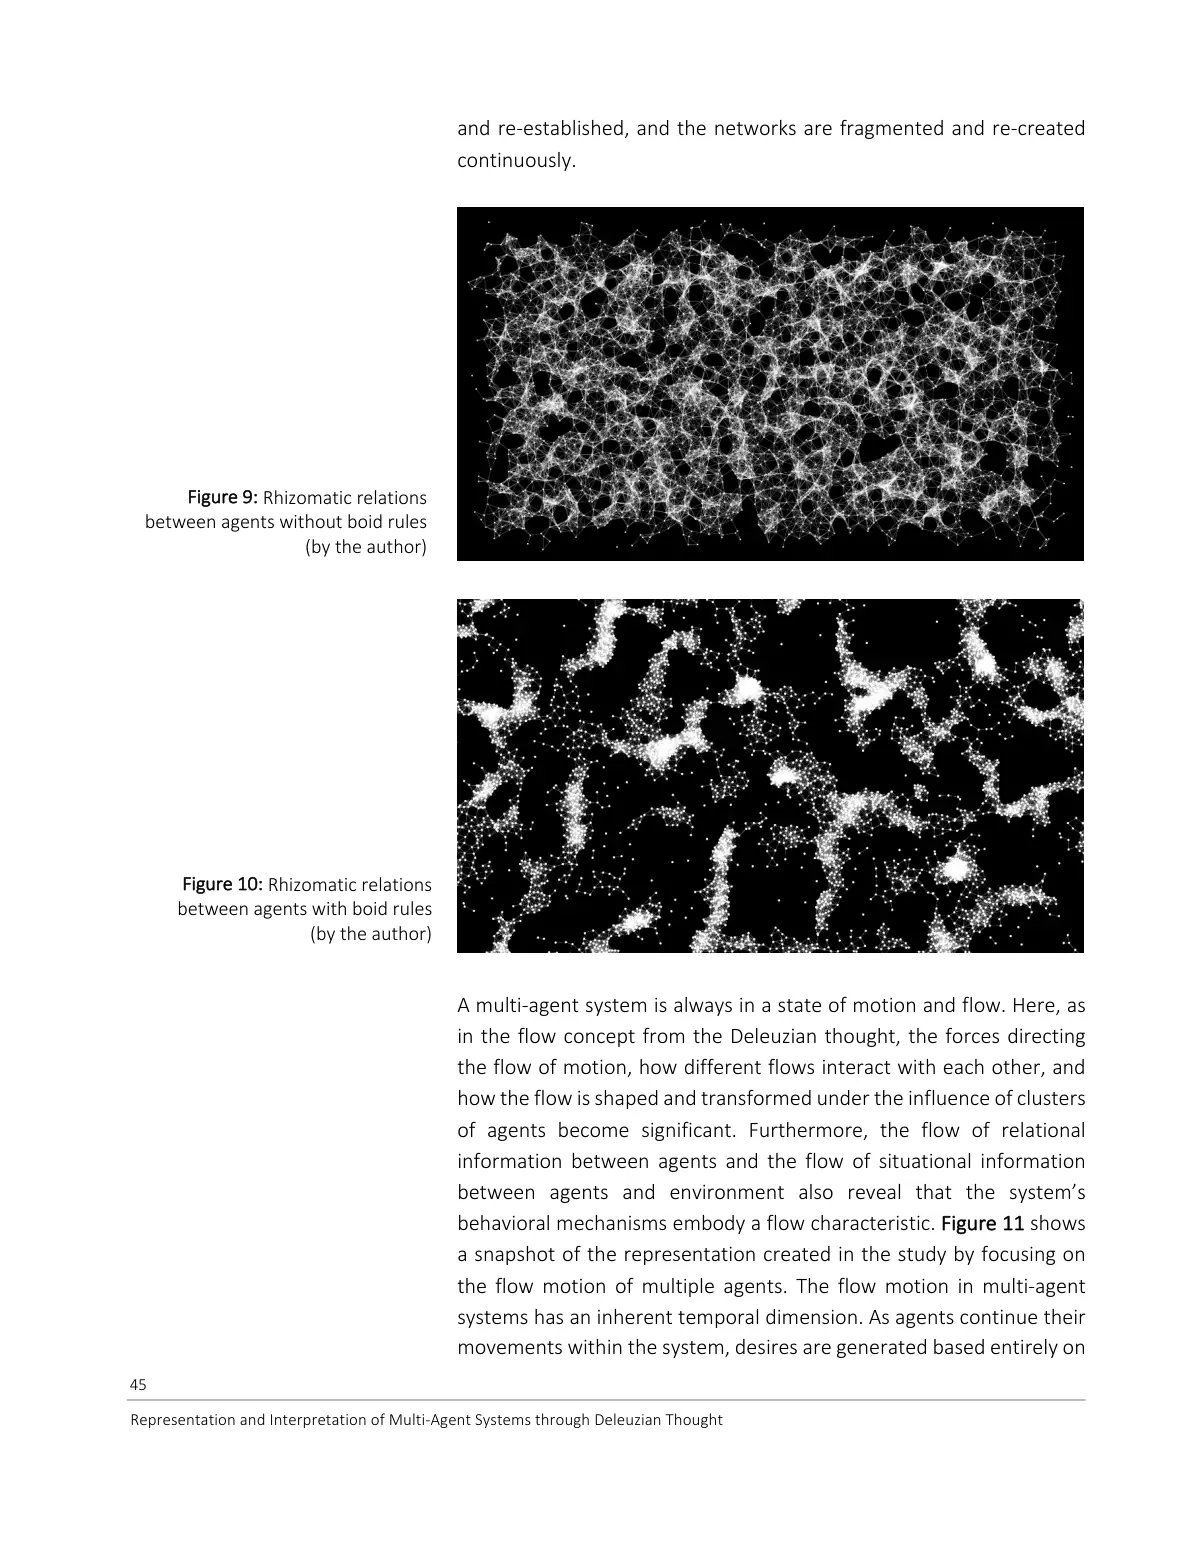 and re-established, and the networks are fragmented and re-created
continuously.
Figure 9: Rhizomatic relations
between agents without boid rules
(by the author)
Figure 10: Rhizomatic relations
between agents with boid rules
(by the author)
A multi-agent system is always in a state of motion and flow. Here, as
in the flow concept from the Deleuzian thought, the forces directing
the flow of motion, how different flows interact with each other, and
how the flow is shaped and transformed under the influence of clusters
of agents become significant. Furthermore, the flow of relational
information between agents and the flow of situational information
between agents and environment also reveal that the system’s
behavioral mechanisms embody a flow characteristic. Figure 11 shows
a snapshot of the representation created in the study by focusing on
the flow motion of multiple agents. The flow motion in multi-agent
systems has an inherent temporal dimension. As agents continue their
movements within the system, desires are generated based entirely on
45
Representation and Interpretation of Multi-Agent Systems through Deleuzian Thought